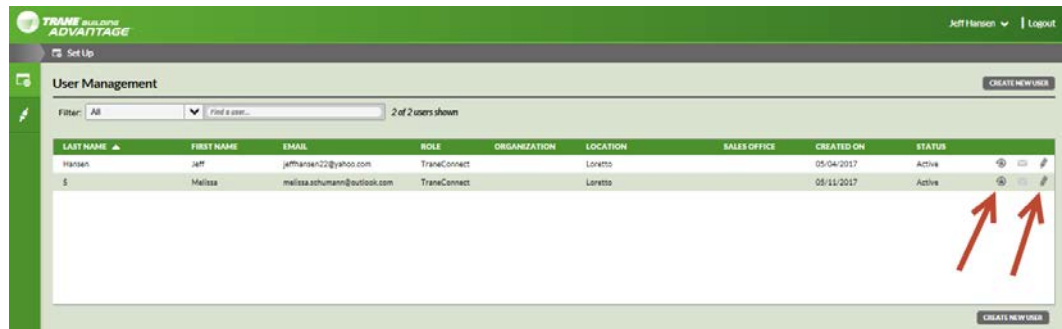 TRANE BUILDING
ADVANTAGE
Jeff Hansen | Logout
Set Up
User Management
CREATE NEW USER
Filter: All Find a user... 2 of 2 users shown
LAST NAME FIRST NAME EMAIL ROLE ORGANIZATION LOCATION SALES OFFICE CREATED ON STATUS
Hansen Jeff jeffhansen22@yahoo.com TraneConnect Loretto 05/04/2017 Active
S Melissa melissa.schumann@outlook.com TraneConnect Loretto 05/11/2017 Active
CREATE NEW USER